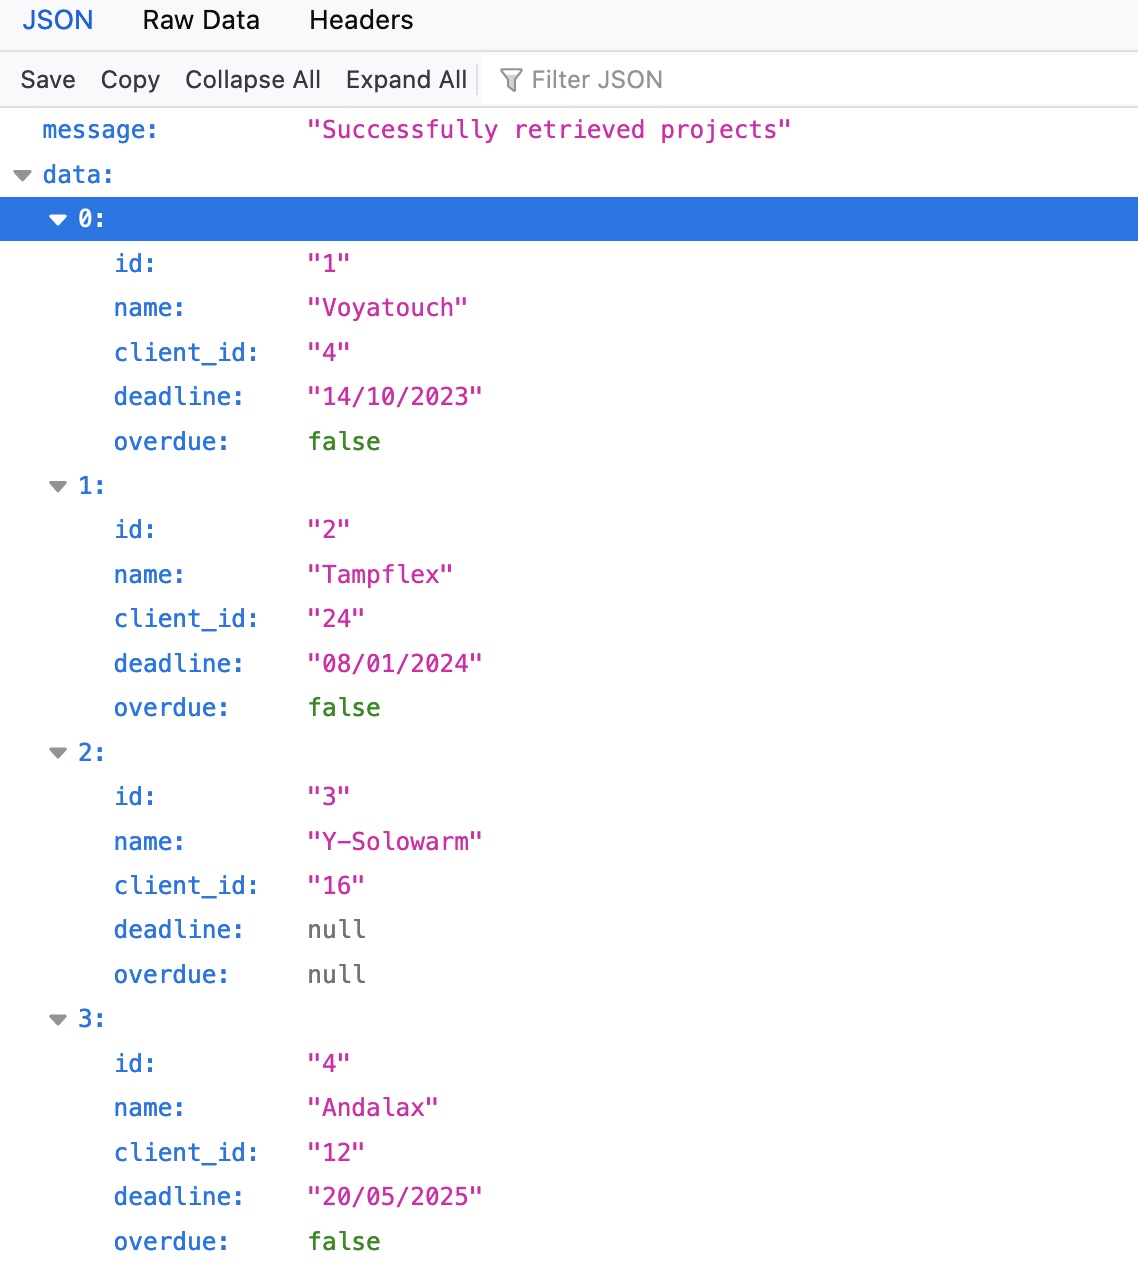 JSON Raw Data Headers
Save Copy Collapse All Expand All Filter JSON
message: "Successfully retrieved projects"
data:
0:
id: "1"
name: "Voyatouch"
client_id: "4"
deadline: "14/10/2023"
overdue: false
1:
id: "2"
name: "Tampflex"
client_id: "24"
deadline: "08/01/2024"
overdue: false
2:
id: "3"
name: "Y-Solowarm"
client_id: "16"
deadline: null
overdue: null
3:
id: "4"
name: "Andalax"
client_id: "12"
deadline: "20/05/2025"
overdue: false